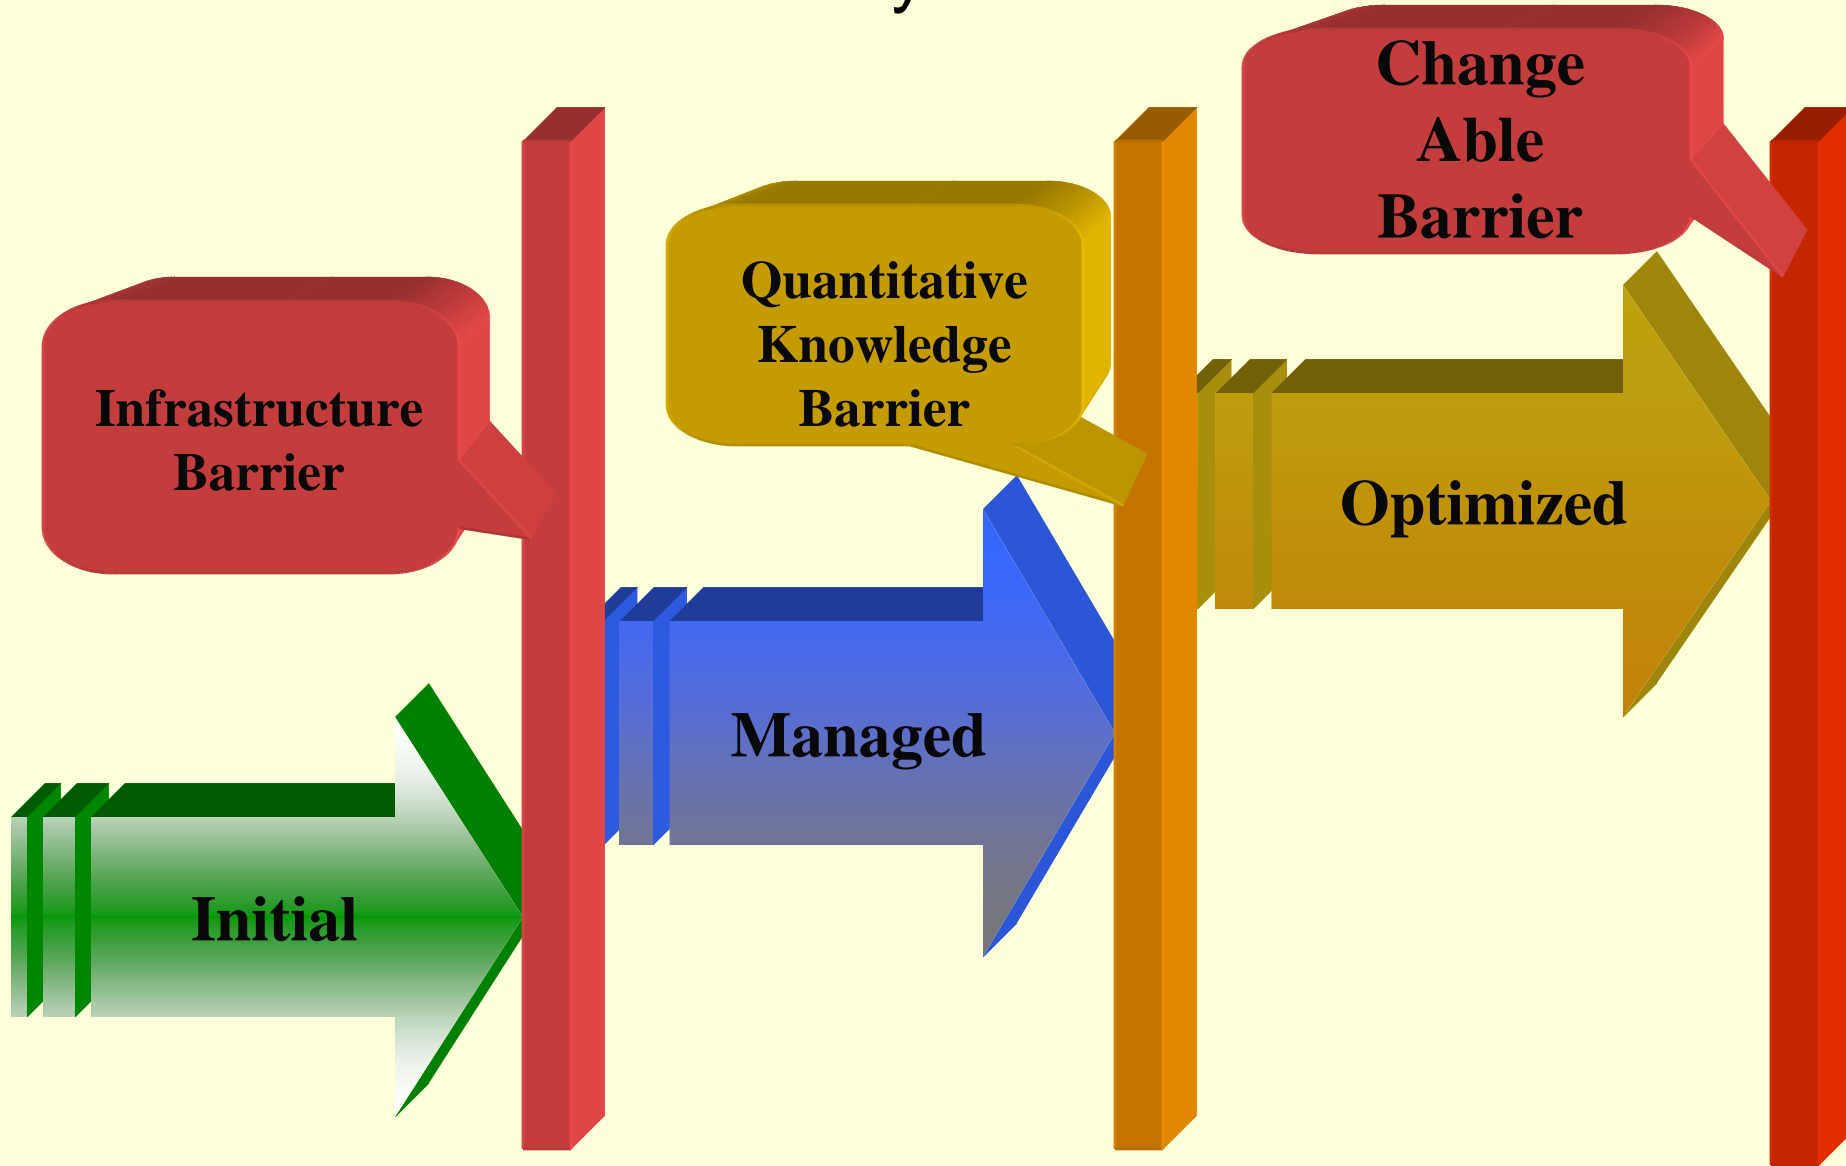 Change
Able
Barrier
Quantitative
Knowledge
Barrier
Infrastructure
Barrier
Optimized
Managed
Initial